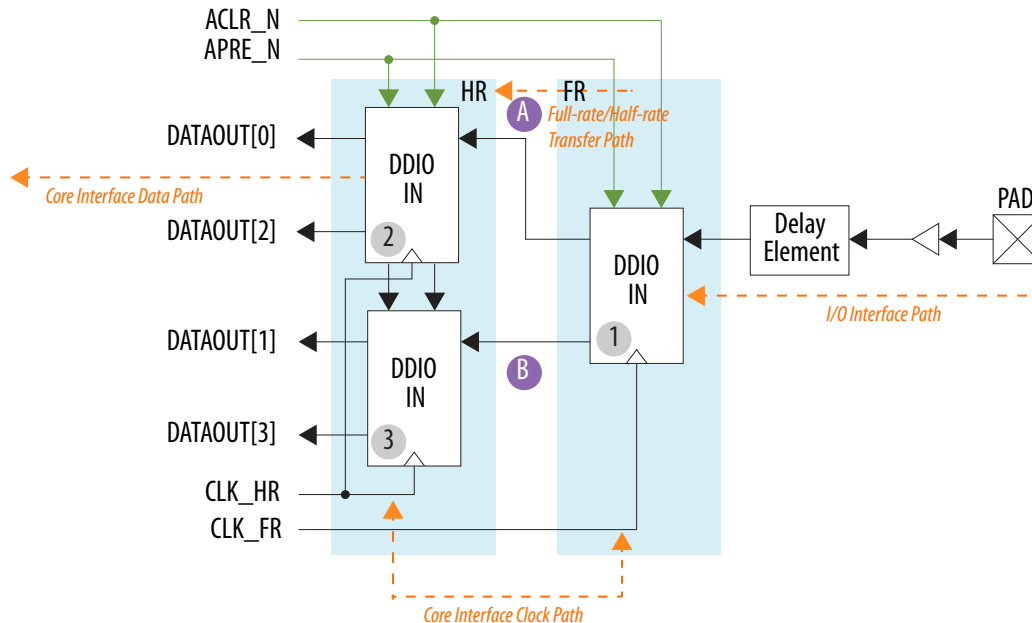 ACLR_N
APRE_N
HR
FR
A
Full-rate/Half-rate
Transfer Path
DATAOUT[0]
DDIO
IN
Core Interface Data Path
DATAOUT[2]
2
PAD
Delay
Element
DDIO
IN
I/O Interface Path
DATAOUT[1]
DDIO
IN
1
B
DATAOUT[3]
3
CLK_HR
CLK_FR
Core Interface Clock Path